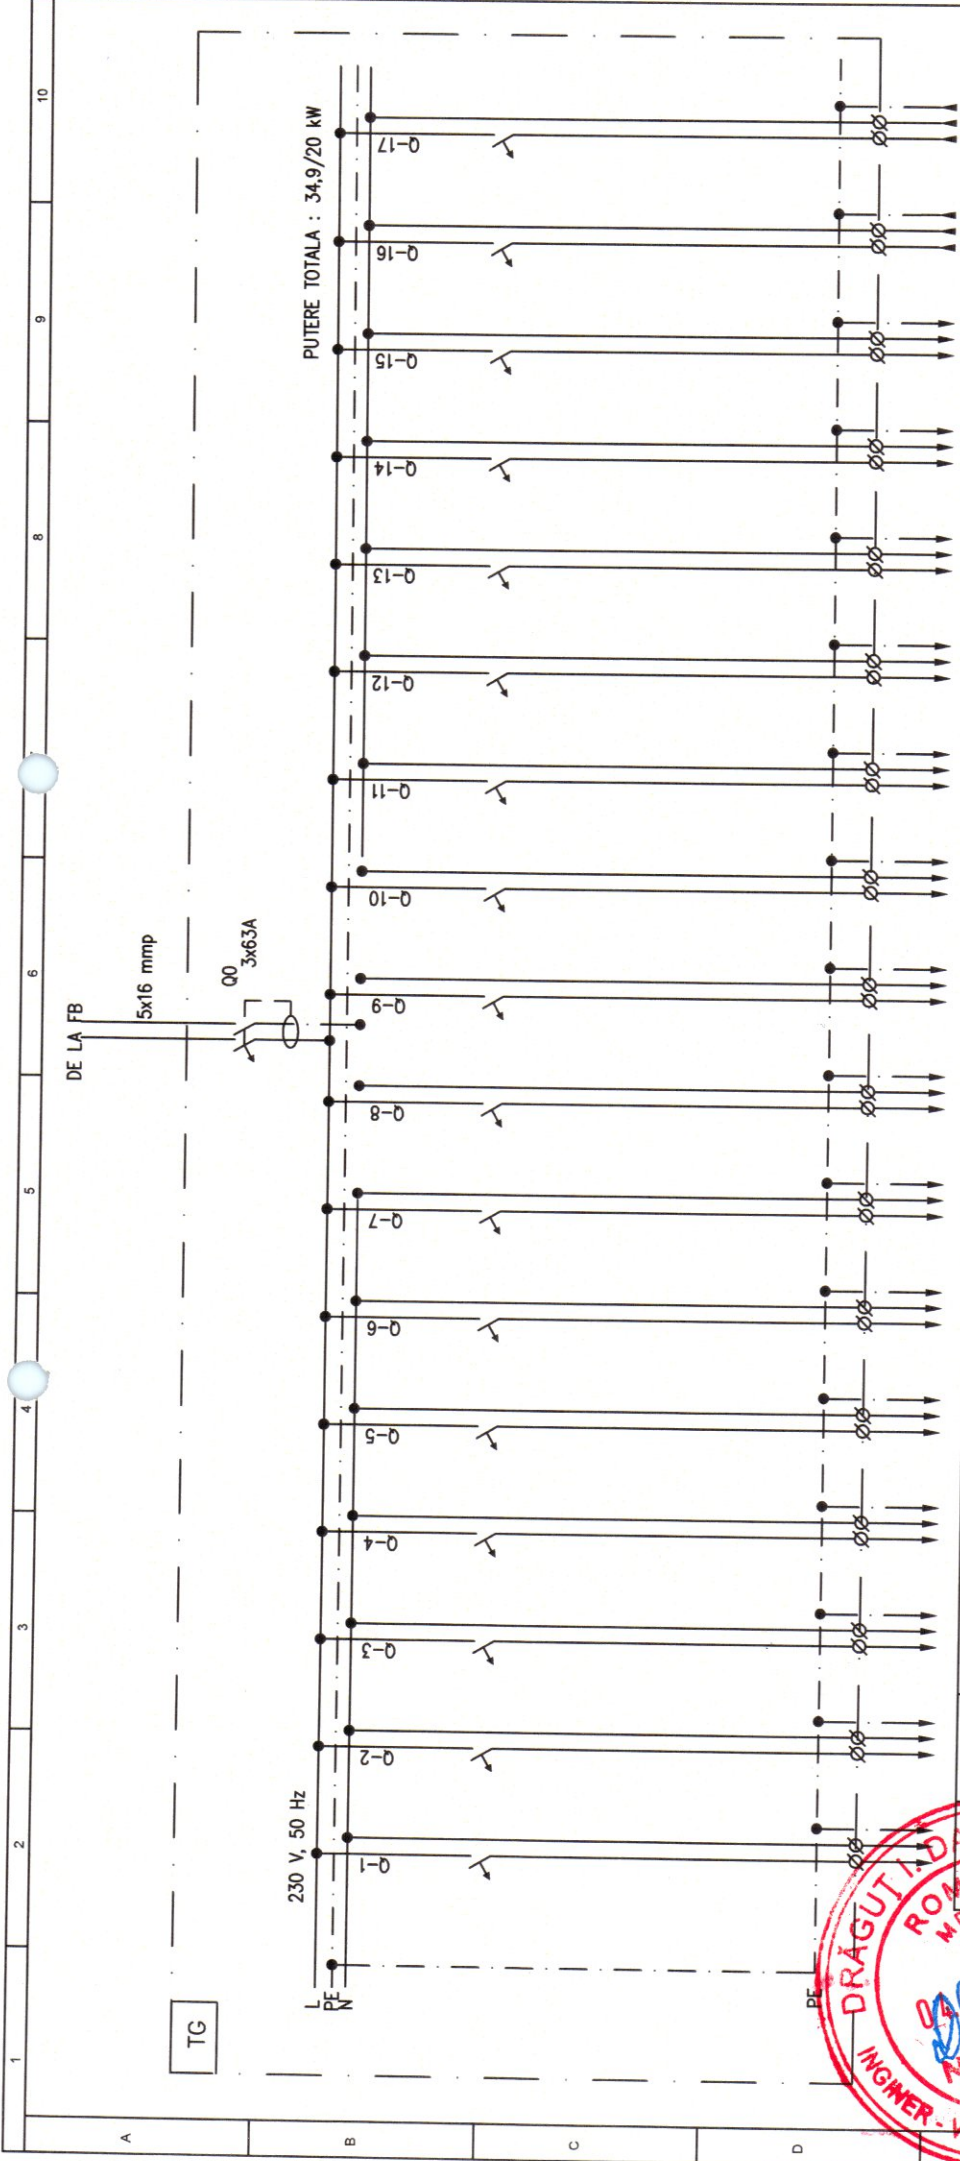 1 2 3 4 5 6 7 8 9 10
A
B
C
D
TG
DE LA FB
5x16 mmp
Q0
3x63A
230 V, 50 Hz
PUTERE TOTALA : 34,9/20 kW
L
PE
N
Q-1 Q-2 Q-3 Q-4 Q-5 Q-6 Q-7 Q-8 Q-9 Q-10 Q-11 Q-12 Q-13 Q-14 Q-15 Q-16 Q-17
PE
DRĂGUȚ I.
INGINER